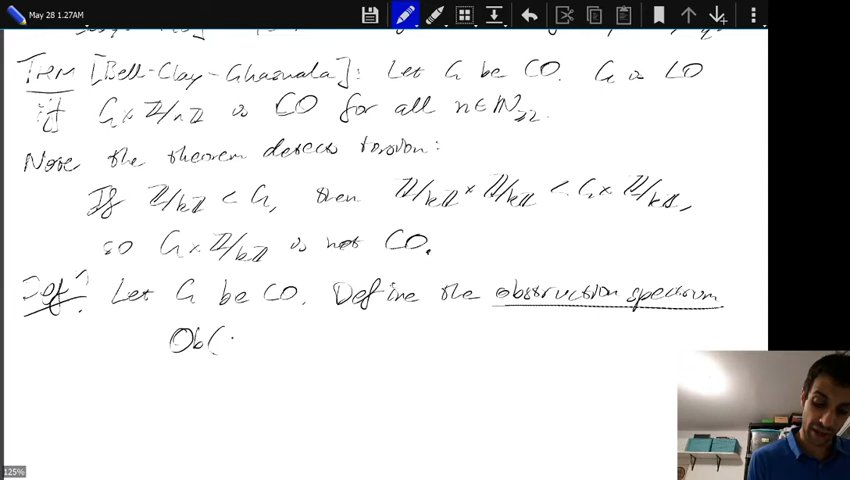 May 28 1.27AM
Thm [Bell-Clay-Ghaswala]: Let G be CO. G is LO
iff G × ℤ/nℤ is CO for all n∈ℕ≥2.
Note the theorem detects torsion:
If ℤ/kℤ < G, then ℤ/kℤ × ℤ/kℤ < G × ℤ/kℤ,
so G × ℤ/kℤ is not CO.
Def: Let G be CO. Define the obstruction spectrum
Ob(
125%